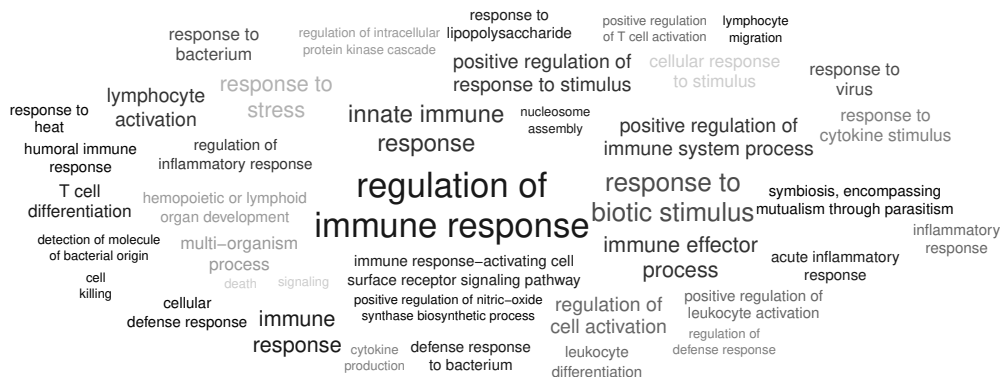 response to
bacterium
regulation of intracellular
protein kinase cascade
response to
lipopolysaccharide
positive regulation
of T cell activation
lymphocyte
migration
positive regulation of
response to stimulus
cellular response
to stimulus
response to
virus
response to
heat
lymphocyte
activation
response to
stress
innate immune
response
nucleosome
assembly
positive regulation of
immune system process
response to
cytokine stimulus
humoral immune
response
regulation of
inflammatory response
T cell
differentiation
hemopoietic or lymphoid
organ development
regulation of
immune response
response to
biotic stimulus
symbiosis, encompassing
mutualism through parasitism
detection of molecule
of bacterial origin
multi−organism
process
immune response−activating cell
surface receptor signaling pathway
immune effector
process
acute inflammatory
response
inflammatory
response
cell
killing
death
signaling
cellular
defense response
immune
response
positive regulation of nitric−oxide
synthase biosynthetic process
regulation of
cell activation
positive regulation of
leukocyte activation
cytokine
production
defense response
to bacterium
leukocyte
differentiation
regulation of
defense response